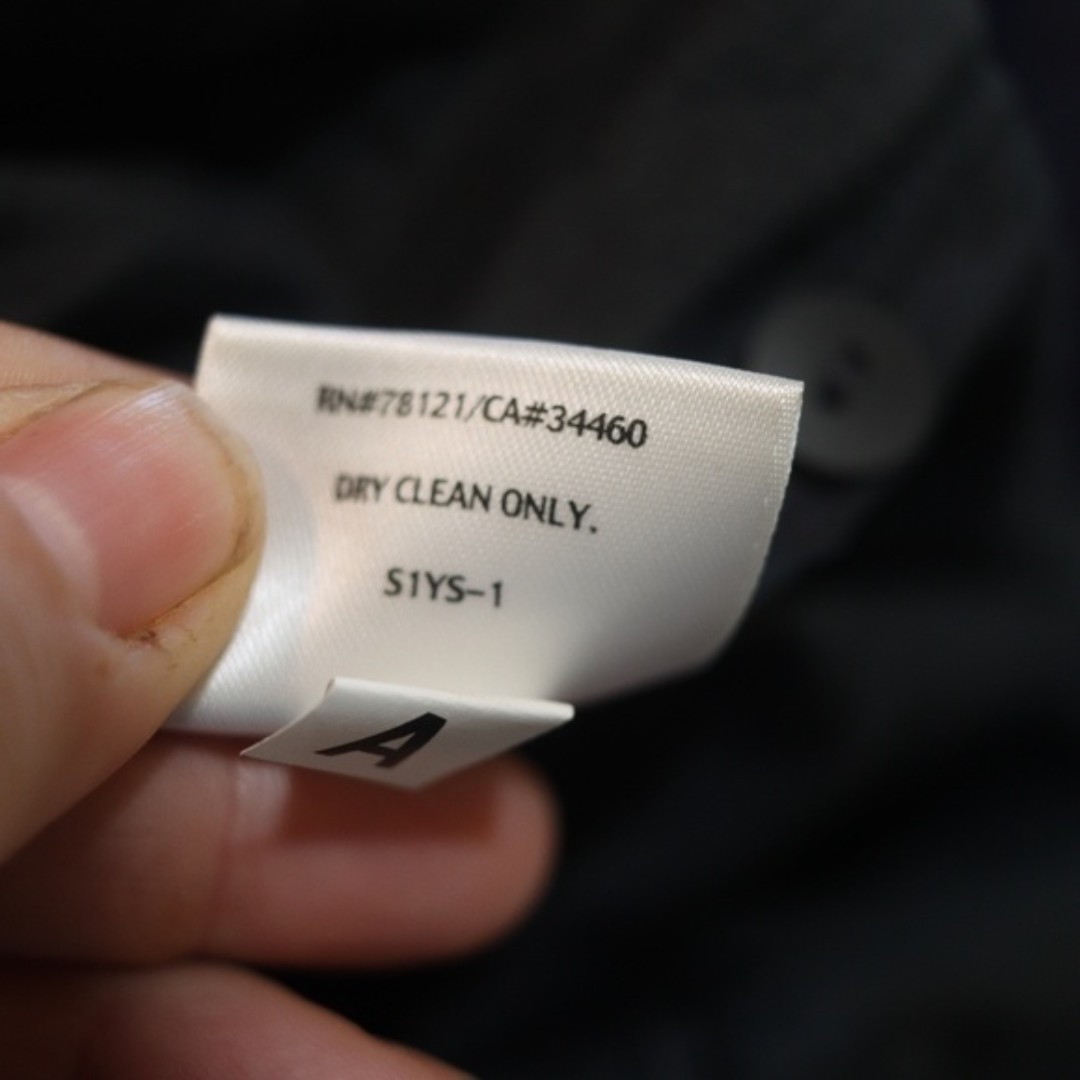 RN#78121/CA#34460
DRY CLEAN ONLY.
S1YS-1
A